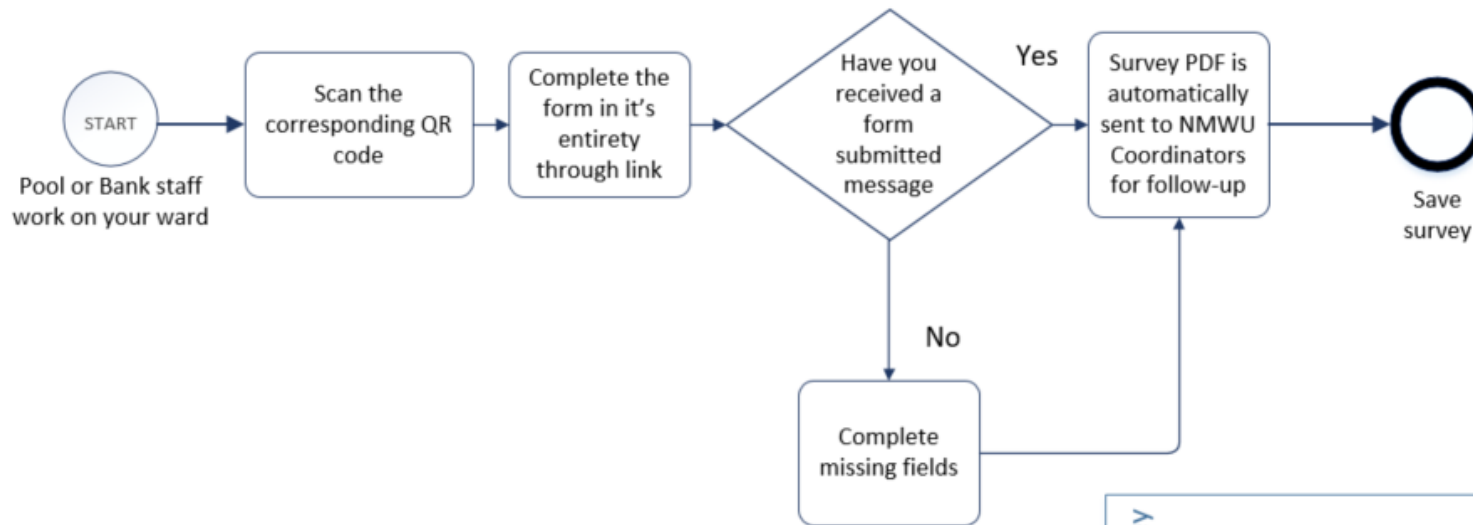 START
Pool or Bank staff
work on your ward
Scan the
corresponding QR
code
Complete the
form in it's
entirety
through link
Have you
received a
form
submitted
message
Yes
No
Complete
missing fields
Survey PDF is
automatically
sent to NMWU
Coordinators
for follow-up
Save
survey